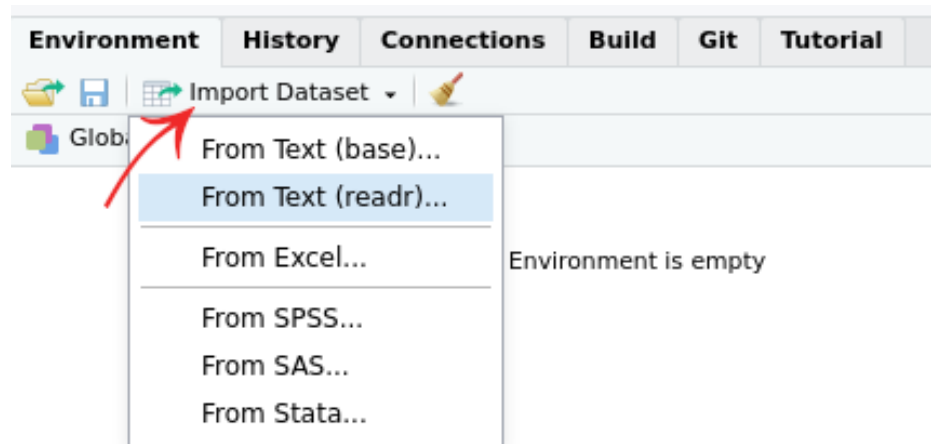 Environment History Connections Build Git Tutorial
Import Dataset
From Text (base)...
From Text (readr)...
From Excel...
Environment is empty
From SPSS...
From SAS...
From Stata...